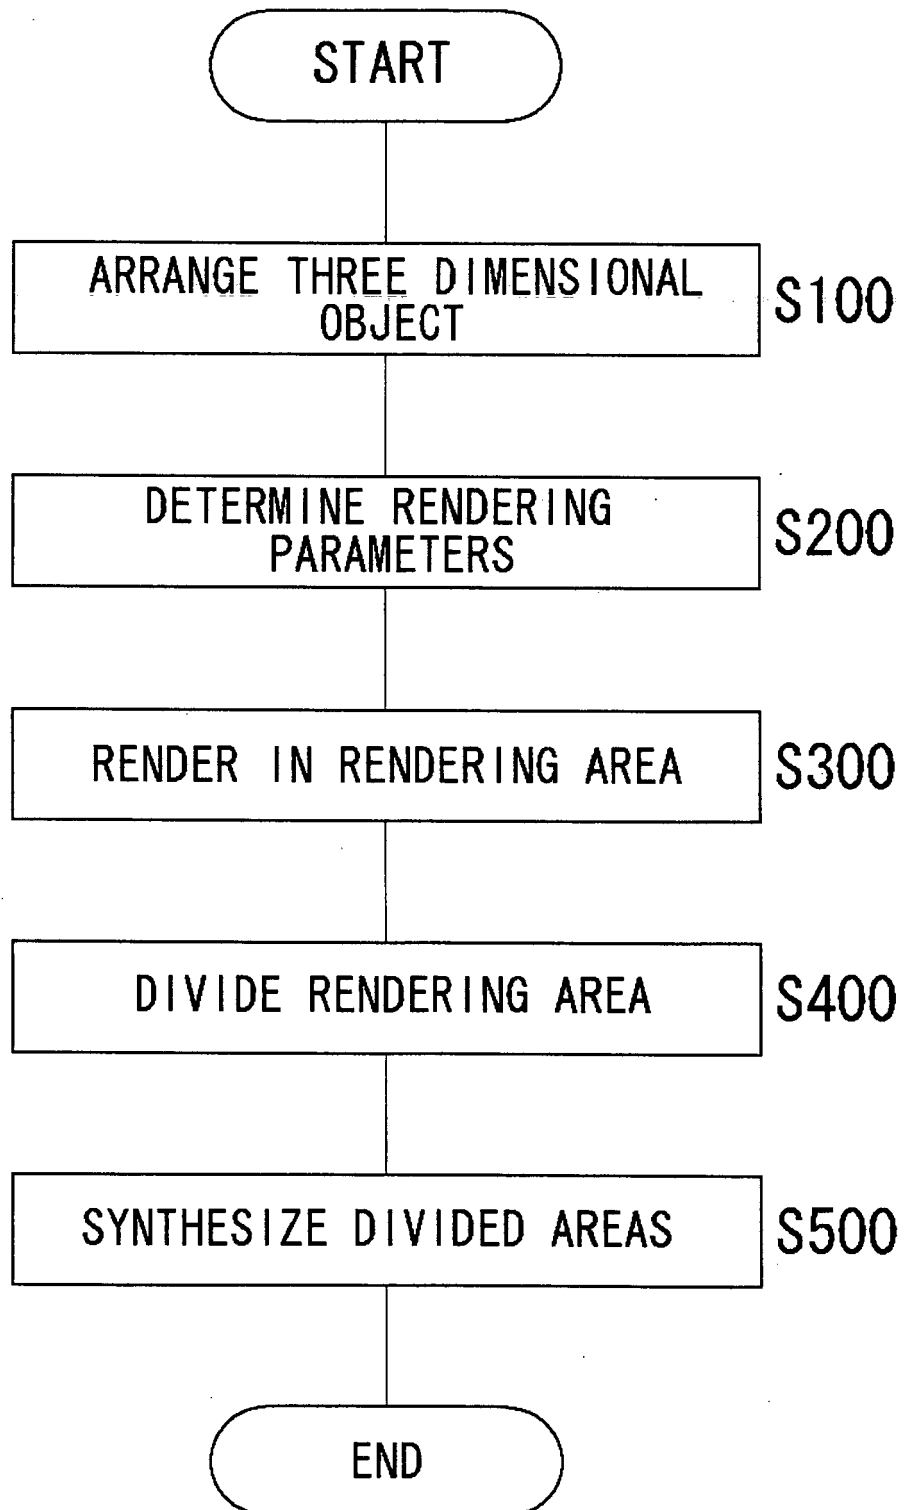 START
ARRANGE THREE DIMENSIONAL
OBJECT
S100
DETERMINE RENDERING
PARAMETERS
S200
RENDER IN RENDERING AREA
S300
DIVIDE RENDERING AREA
S400
SYNTHESIZE DIVIDED AREAS
S500
END